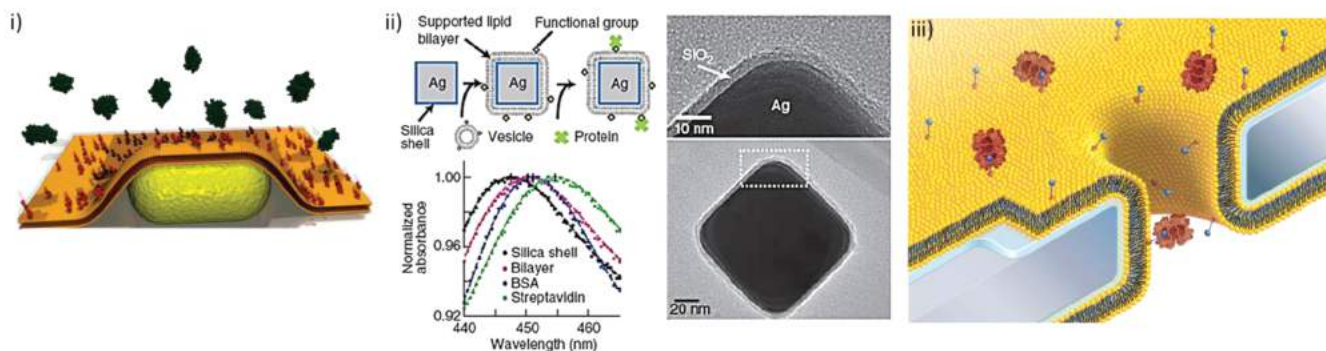 i)
ii)
Supported lipid
bilayer
Functional group
Ag
Ag
Ag
Silica
shell
Vesicle
Protein
1.00
0.96
0.92
Normalized
absorbance
Silica shell
Bilayer
BSA
Streptavidin
440
450
460
Wavelength (nm)
SiO₂
Ag
10 nm
20 nm
iii)